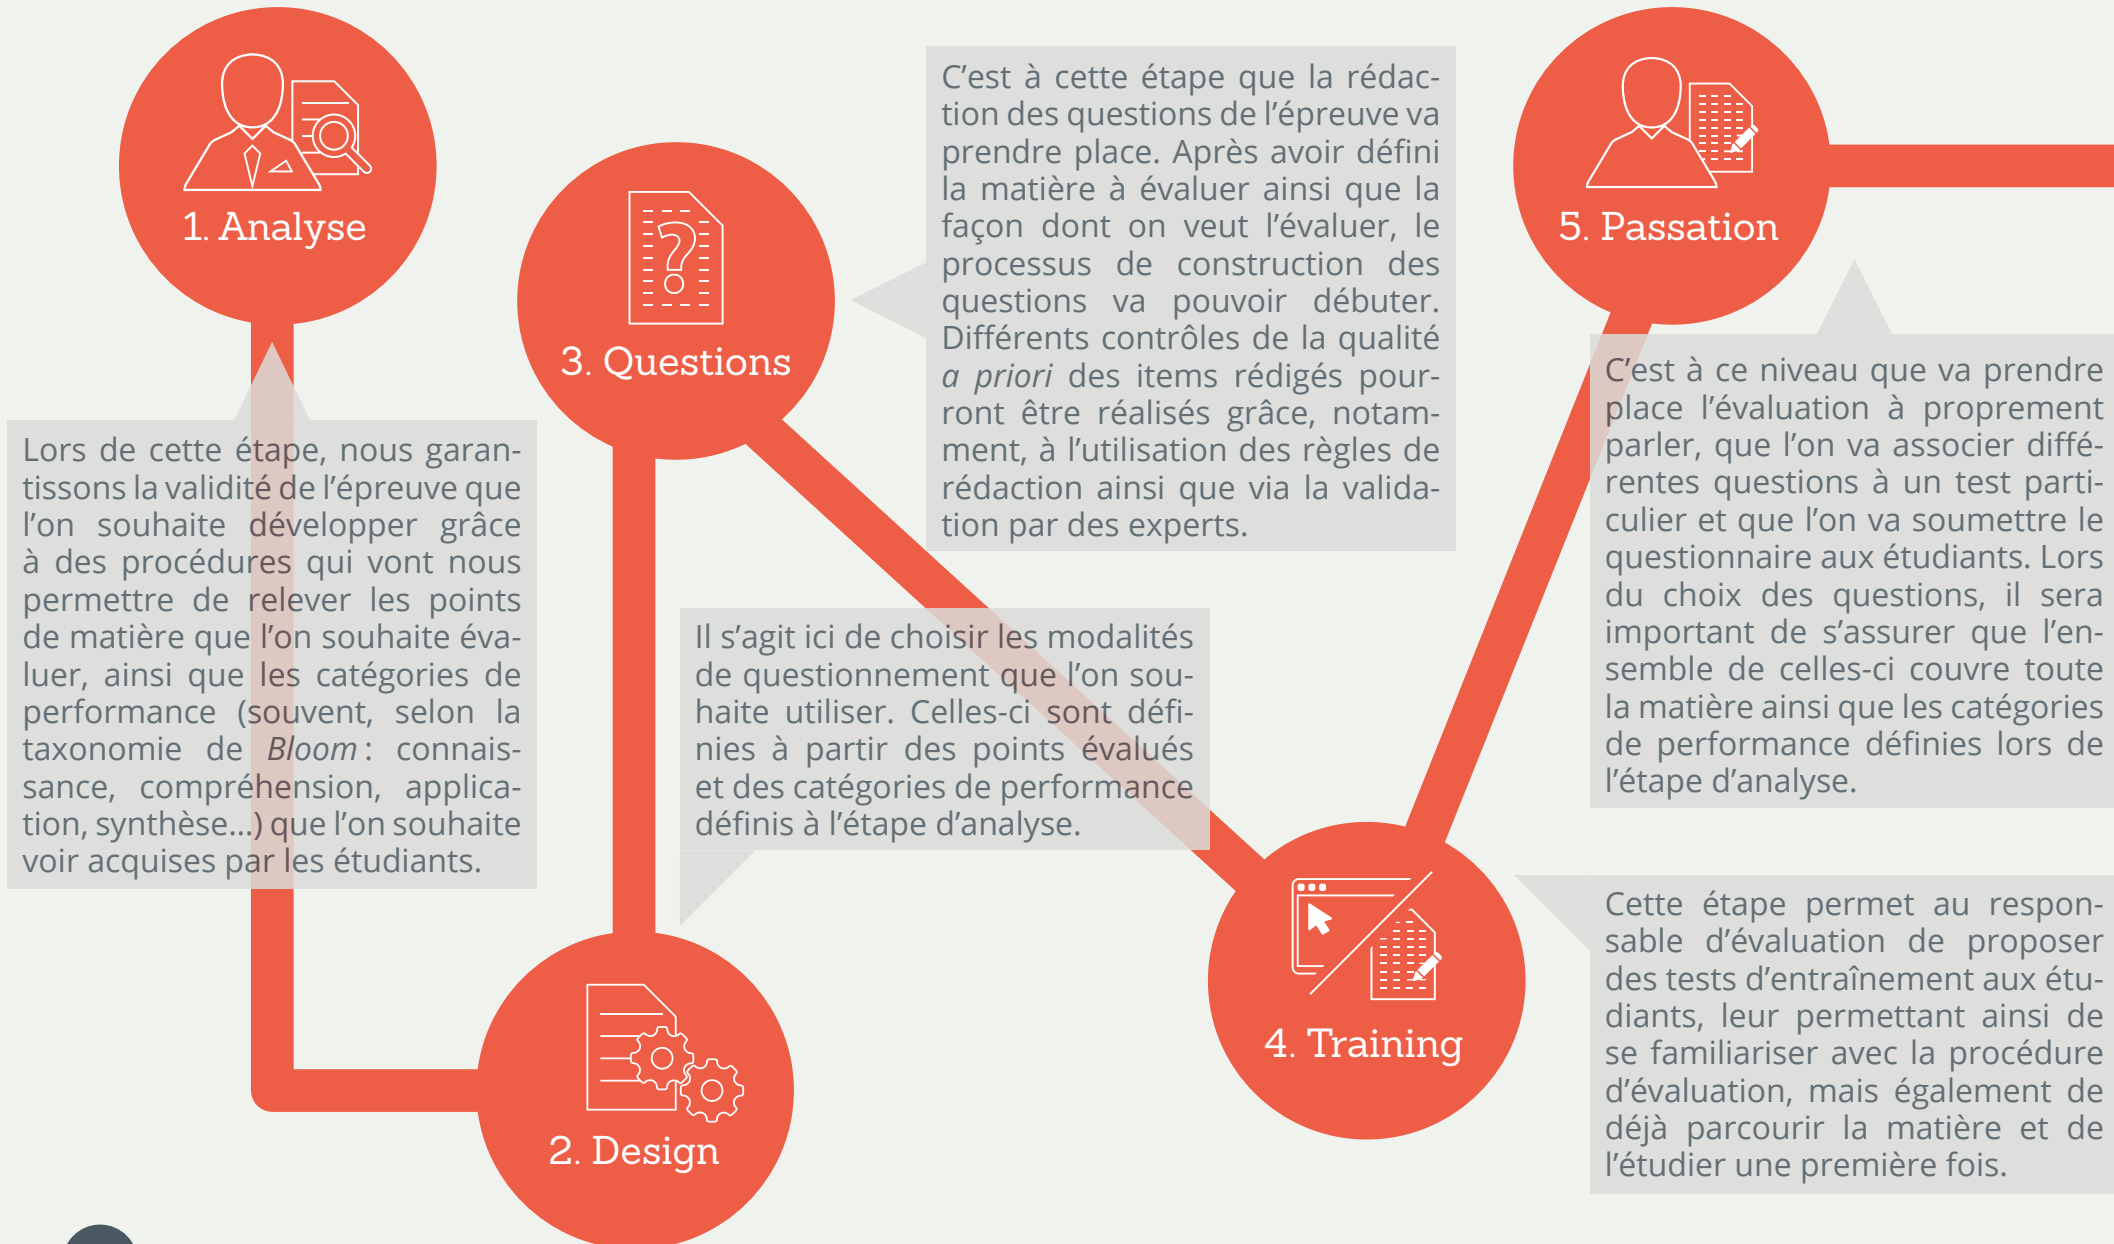 1. Analyse
Lors de cette étape, nous garan-
tissons la validité de l’épreuve que
l’on souhaite développer grâce
à des procédures qui vont nous
permettre de relever les points
de matière que l’on souhaite éva-
luer, ainsi que les catégories de
performance (souvent, selon la
taxonomie de Bloom : connais-
sance, compréhension, applica-
tion, synthèse...) que l’on souhaite
voir acquises par les étudiants.
2. Design
Il s’agit ici de choisir les modalités
de questionnement que l’on sou-
haite utiliser. Celles-ci sont défi-
nies à partir des points évalués
et des catégories de performance
définis à l’étape d’analyse.
3. Questions
C’est à cette étape que la rédac-
tion des questions de l’épreuve va
prendre place. Après avoir défini
la matière à évaluer ainsi que la
façon dont on veut l’évaluer, le
processus de construction des
questions va pouvoir débuter.
Différents contrôles de la qualité
a priori des items rédigés pour-
ront être réalisés grâce, notam-
ment, à l’utilisation des règles de
rédaction ainsi que via la valida-
tion par des experts.
4. Training
Cette étape permet au respon-
sable d’évaluation de proposer
des tests d’entraînement aux étu-
diants, leur permettant ainsi de
se familiariser avec la procédure
d’évaluation, mais également de
déjà parcourir la matière et de
l’étudier une première fois.
5. Passation
C’est à ce niveau que va prendre
place l’évaluation à proprement
parler, que l’on va associer diffé-
rentes questions à un test parti-
culier et que l’on va soumettre le
questionnaire aux étudiants. Lors
du choix des questions, il sera
important de s’assurer que l’en-
semble de celles-ci couvre toute
la matière ainsi que les catégories
de performance définies lors de
l’étape d’analyse.